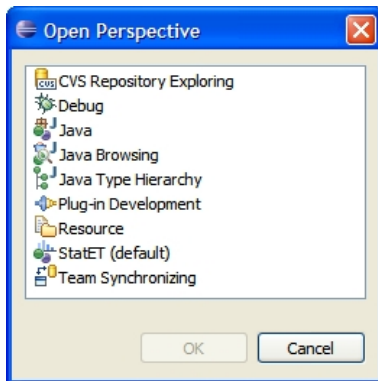 Open Perspective
CVS CVS Repository Exploring
Debug
Java
Java Browsing
Java Type Hierarchy
Plug-in Development
Resource
StatET (default)
Team Synchronizing
OK Cancel